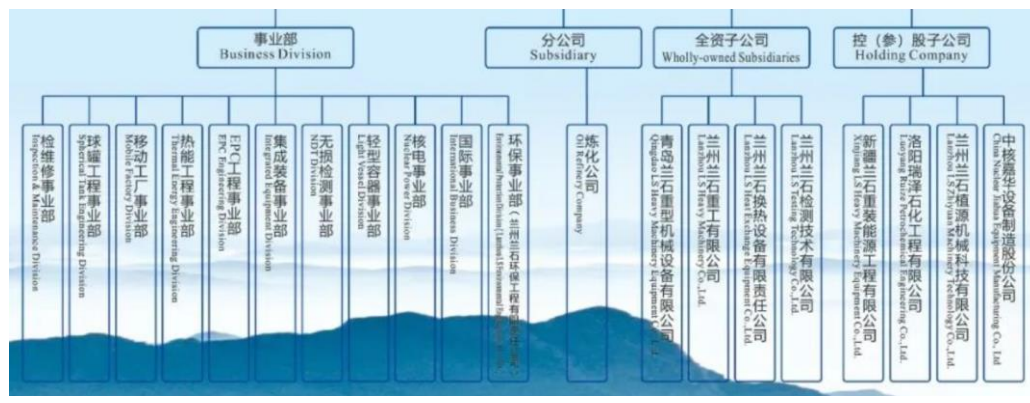 事业部
Business Division
分公司
Subsidiary
全资子公司
Wholly-owned Subsidiaries
控（参）股子公司
Holding Company
检维修事业部
Inspection & Maintenance Division
球罐工程事业部
Spherical Tank Engineering Division
移动工厂事业部
Mobile Factory Division
热能工程事业部
Thermal Energy Engineering Division
EPC工程事业部
EPC Engineering Division
集成装备事业部
Integrated Equipment Division
无损检测事业部
NDT Division
轻型容器事业部
Light Vessel Division
核电事业部
Nuclear Power Division
国际事业部
International Business Division
环保事业部（兰州兰石环保工程有限责任公司）
Environmental Protection Division
炼化公司
Oil Refinery Company
青岛兰石重型机械设备有限公司
Qingdao LS Heavy Machinery Equipment Co., Ltd.
兰州兰石重工有限公司
Lanzhou LS Heavy Machinery Co., Ltd.
兰州兰石换热设备有限责任公司
Lanzhou LS Heat Exchange Equipment Co., Ltd.
兰州兰石检测技术有限公司
Lanzhou LS Testing Technology Co., Ltd.
新疆兰石重装能源工程有限公司
Xinjiang LS Heavy Machinery Equipment Co., Ltd.
洛阳瑞泽石化工程有限公司
Luoyang Ruize Petrochemical Engineering Co., Ltd.
兰州兰石植源机械科技有限公司
Lanzhou LS Zhiyuan Machinery Technology Co., Ltd.
中核嘉华设备制造股份公司
China Nuclear Jiahua Equipment Manufacturing Co., Ltd